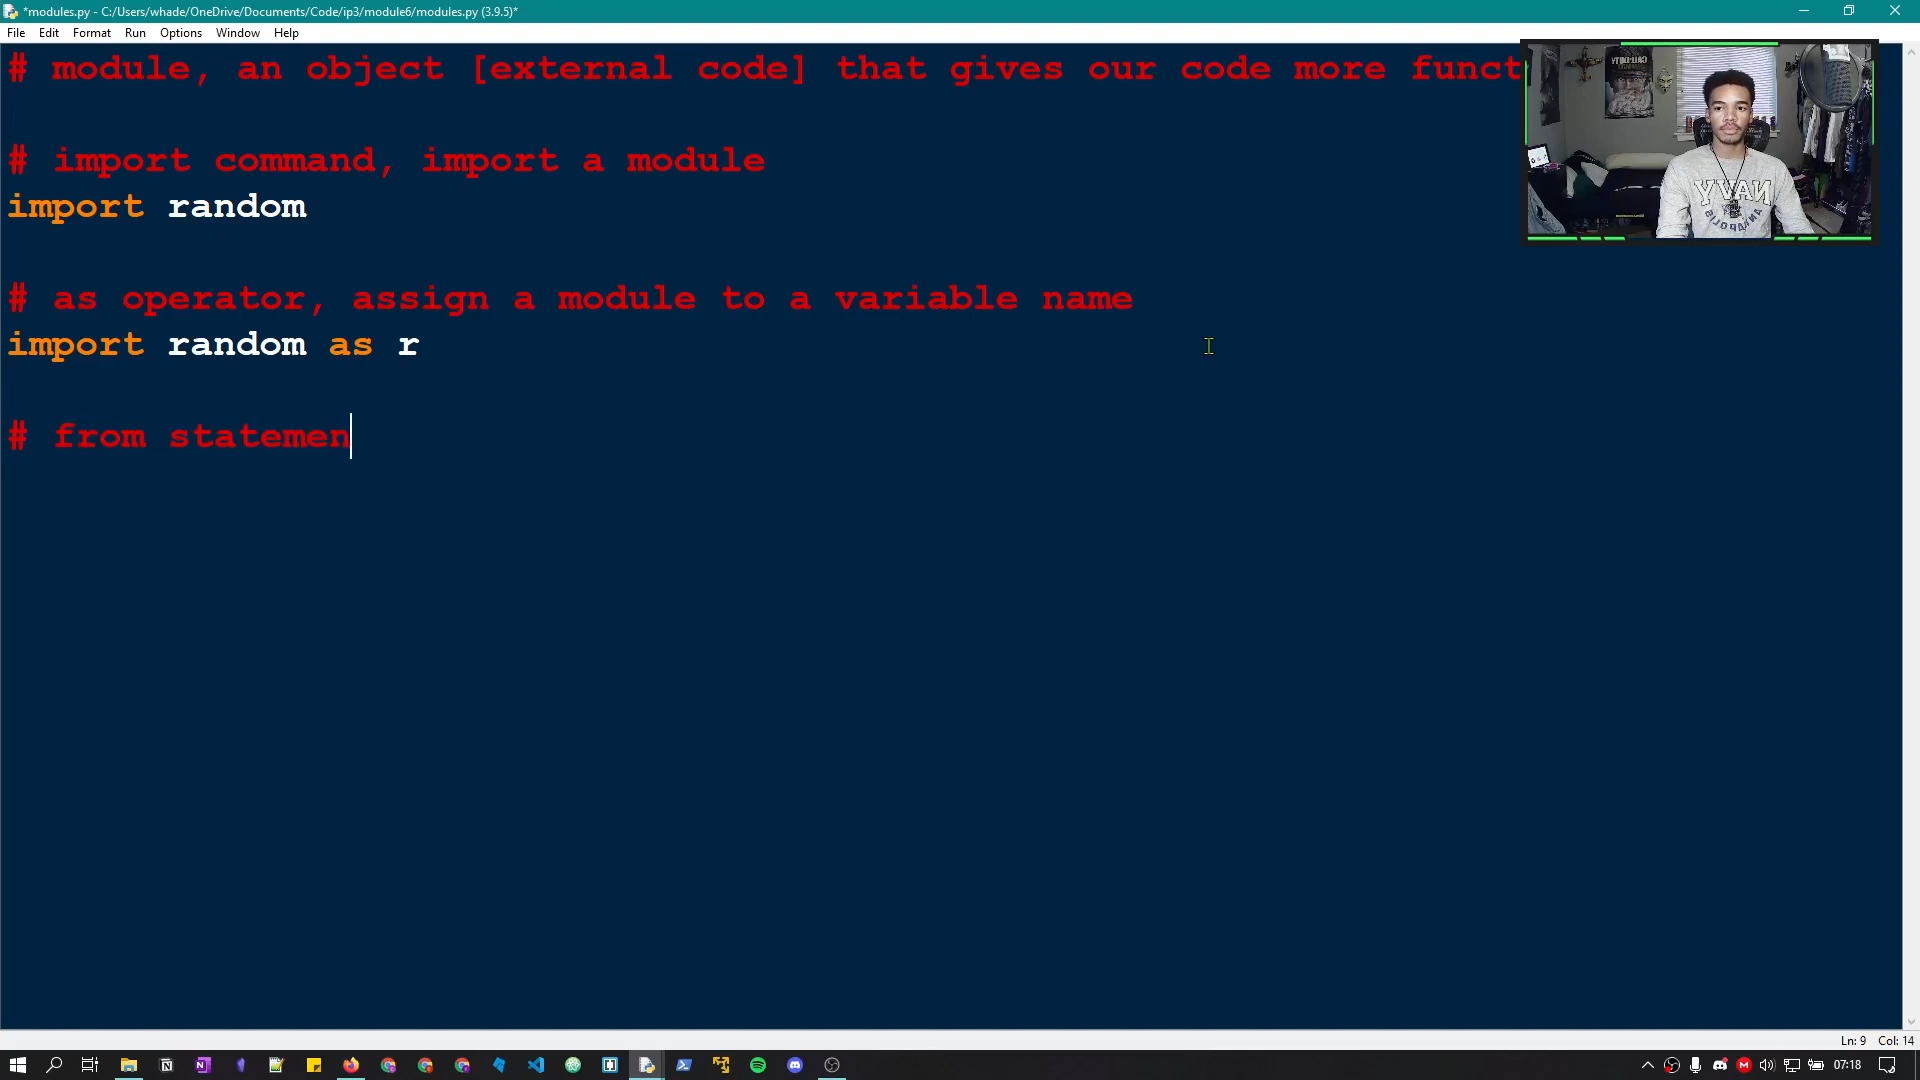 *modules.py - C:/Users/whade/OneDrive/Documents/Code/ip3/module6/modules.py (3.9.5)*
File Edit Format Run Options Window Help
# module, an object [external code] that gives our code more funct
# import command, import a module
import random
# as operator, assign a module to a variable name
import random as r
# from statemen
NAVY
ANNAPOLIS
Ln: 9 Col: 14
07:18